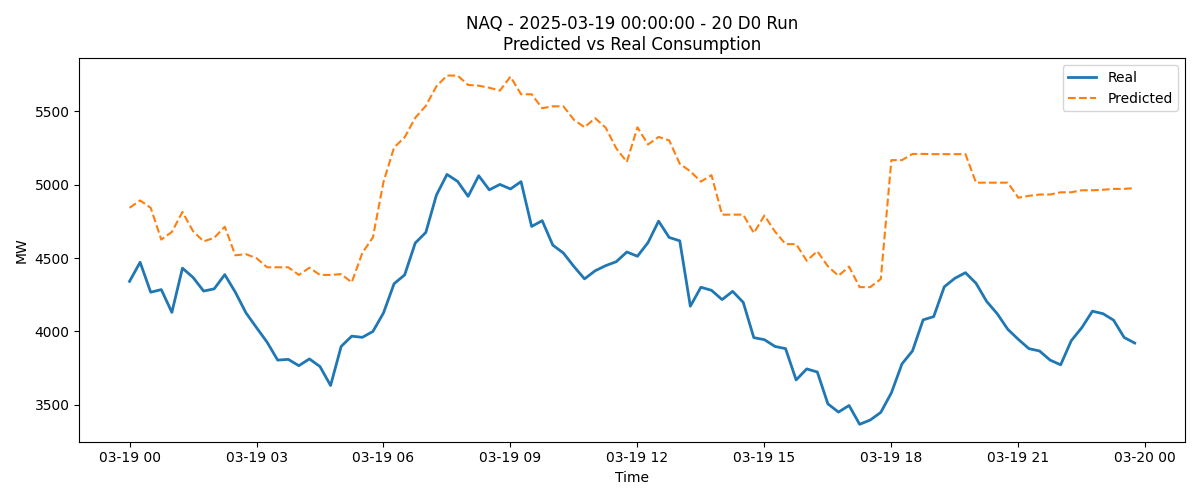 NAQ - 2025-03-19 00:00:00 - 20 D0 Run
Predicted vs Real Consumption
Real
Predicted
MW
5500
5000
4500
4000
3500
03-19 00
03-19 03
03-19 06
03-19 09
03-19 12
03-19 15
03-19 18
03-19 21
03-20 00
Time